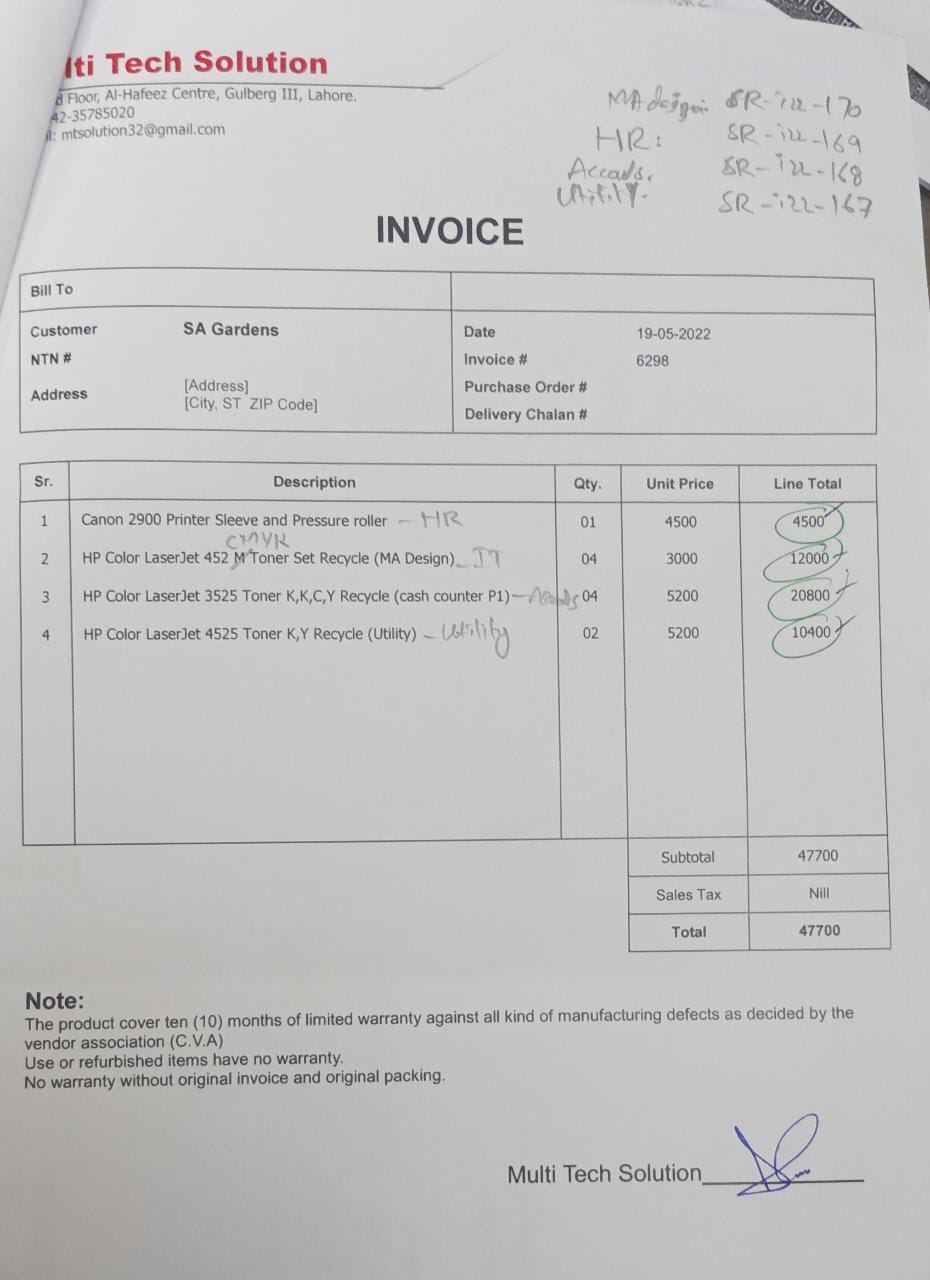 lti Tech Solution
d Floor, Al-Hafeez Centre, Gulberg III, Lahore.
42-35785020
l: mtsolution32@gmail.com
MA design: SR-i22-170
HR: SR-i22-169
SR-i22-168
Utility. SR-i22-167
INVOICE
Bill To
Customer SA Gardens
NTN #
Address [Address]
[City, ST ZIP Code]
Date 19-05-2022
Invoice # 6298
Purchase Order #
Delivery Chalan #
Sr. Description Qty. Unit Price Line Total
1 Canon 2900 Printer Sleeve and Pressure roller - HR 01 4500 4500
CMYK
2 HP Color LaserJet 452 M Toner Set Recycle (MA Design) - IT 04 3000 12000
3 HP Color LaserJet 3525 Toner K,K,C,Y Recycle (cash counter P1) - 04 5200 20800
4 HP Color LaserJet 4525 Toner K,Y Recycle (Utility) - Utility 02 5200 10400
Subtotal 47700
Sales Tax Nill
Total 47700
Note:
The product cover ten (10) months of limited warranty against all kind of manufacturing defects as decided by the
vendor association (C.V.A)
Use or refurbished items have no warranty.
No warranty without original invoice and original packing.
Multi Tech Solution